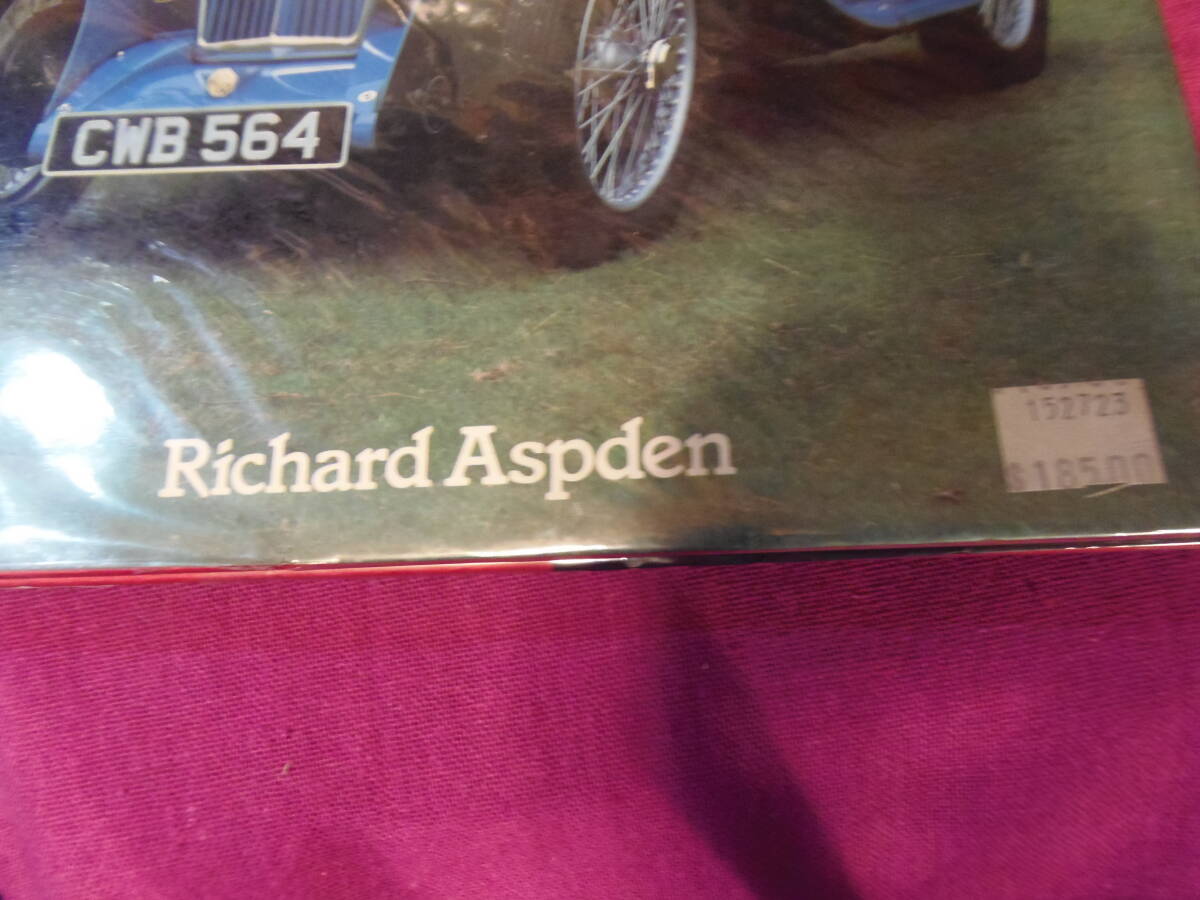 CWB 564
Richard Aspden
152723
$185.00